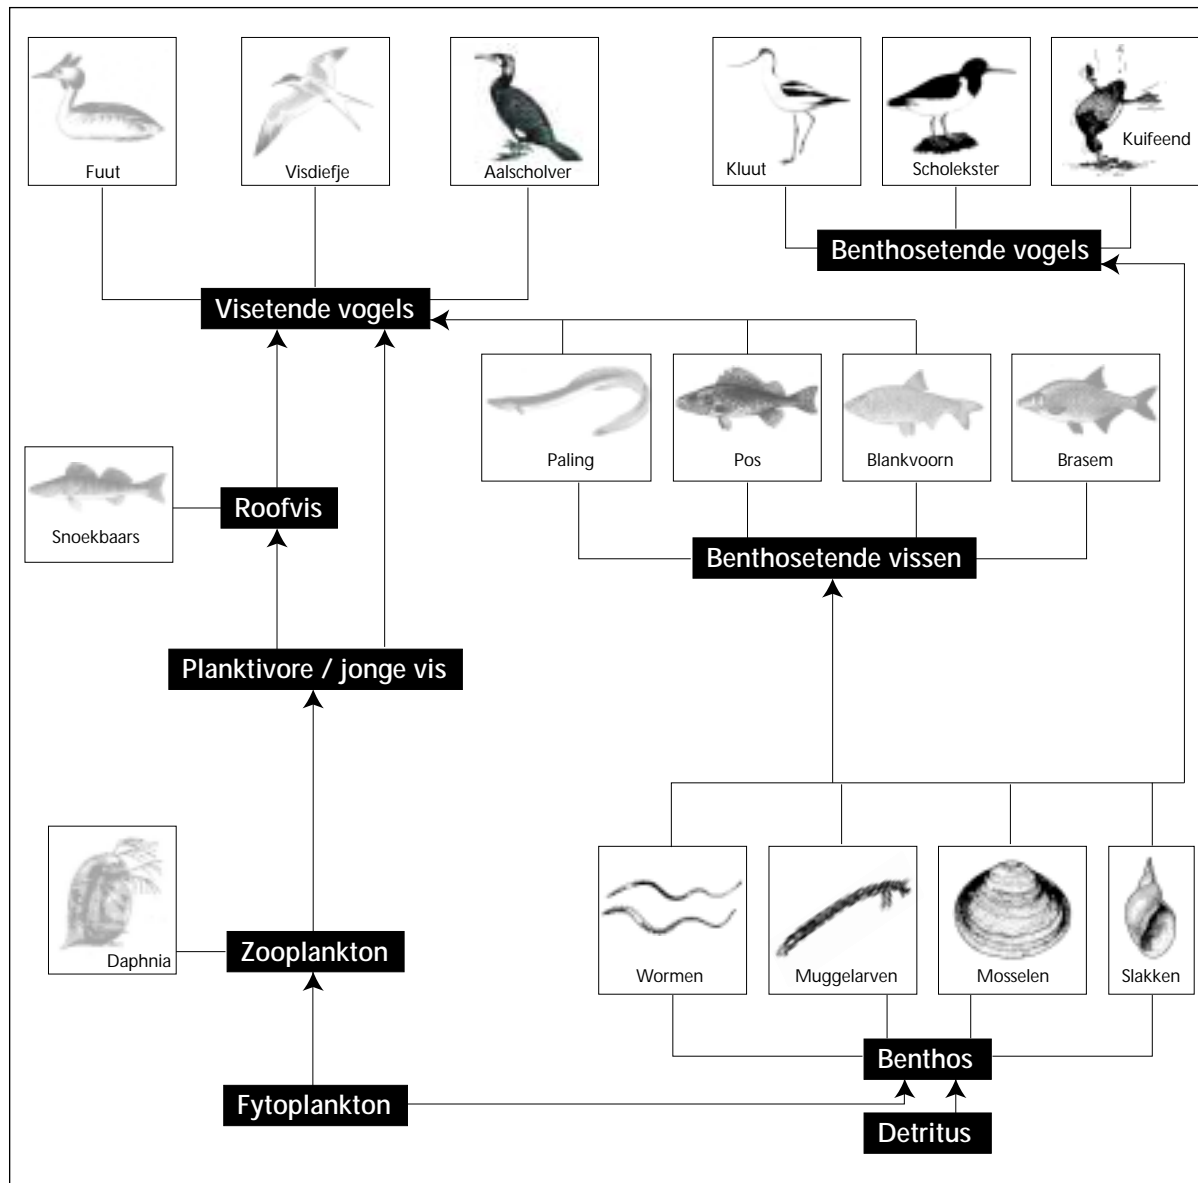 Fuut
Visdiefje
Aalscholver
Kluut
Scholekster
Kuifeend
Benthosetende vogels
Visetende vogels
Paling
Pos
Blankvoorn
Brasem
Snoekbaars
Roofvis
Benthosetende vissen
Planktivore / jonge vis
Daphnia
Zooplankton
Wormen
Muggelarven
Mosselen
Slakken
Benthos
Fytoplankton
Detritus